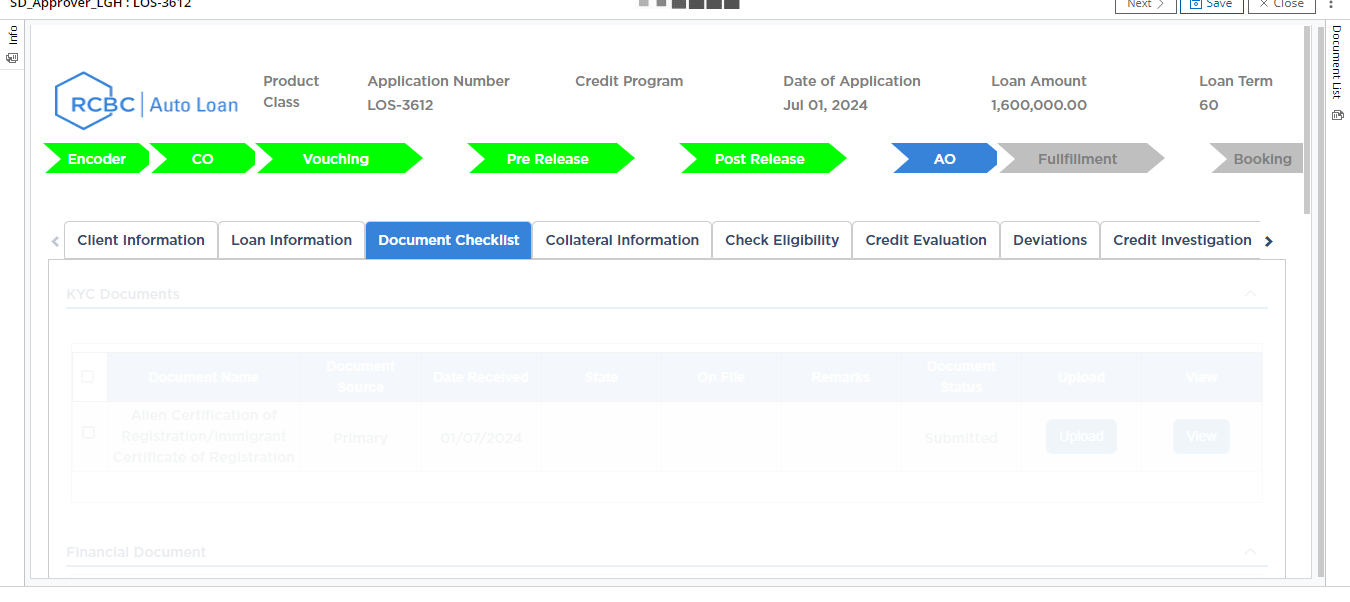 SD_Approver_LGH : LOS-3612
Next
Save
Close
Info
Document List
RCBC | Auto Loan
Product Class
Application Number
LOS-3612
Credit Program
Date of Application
Jul 01, 2024
Loan Amount
1,600,000.00
Loan Term
60
Encoder
CO
Vouching
Pre Release
Post Release
AO
Fullfillment
Booking
Client Information
Loan Information
Document Checklist
Collateral Information
Check Eligibility
Credit Evaluation
Deviations
Credit Investigation
KYC Documents
Document Name
Document Source
Date Received
State
On File
Remarks
Document Status
Upload
View
Alien Certification of
Registration/Immigrant
Certificate of Registration
Primary
01/07/2024
Submitted
Upload
View
Financial Document